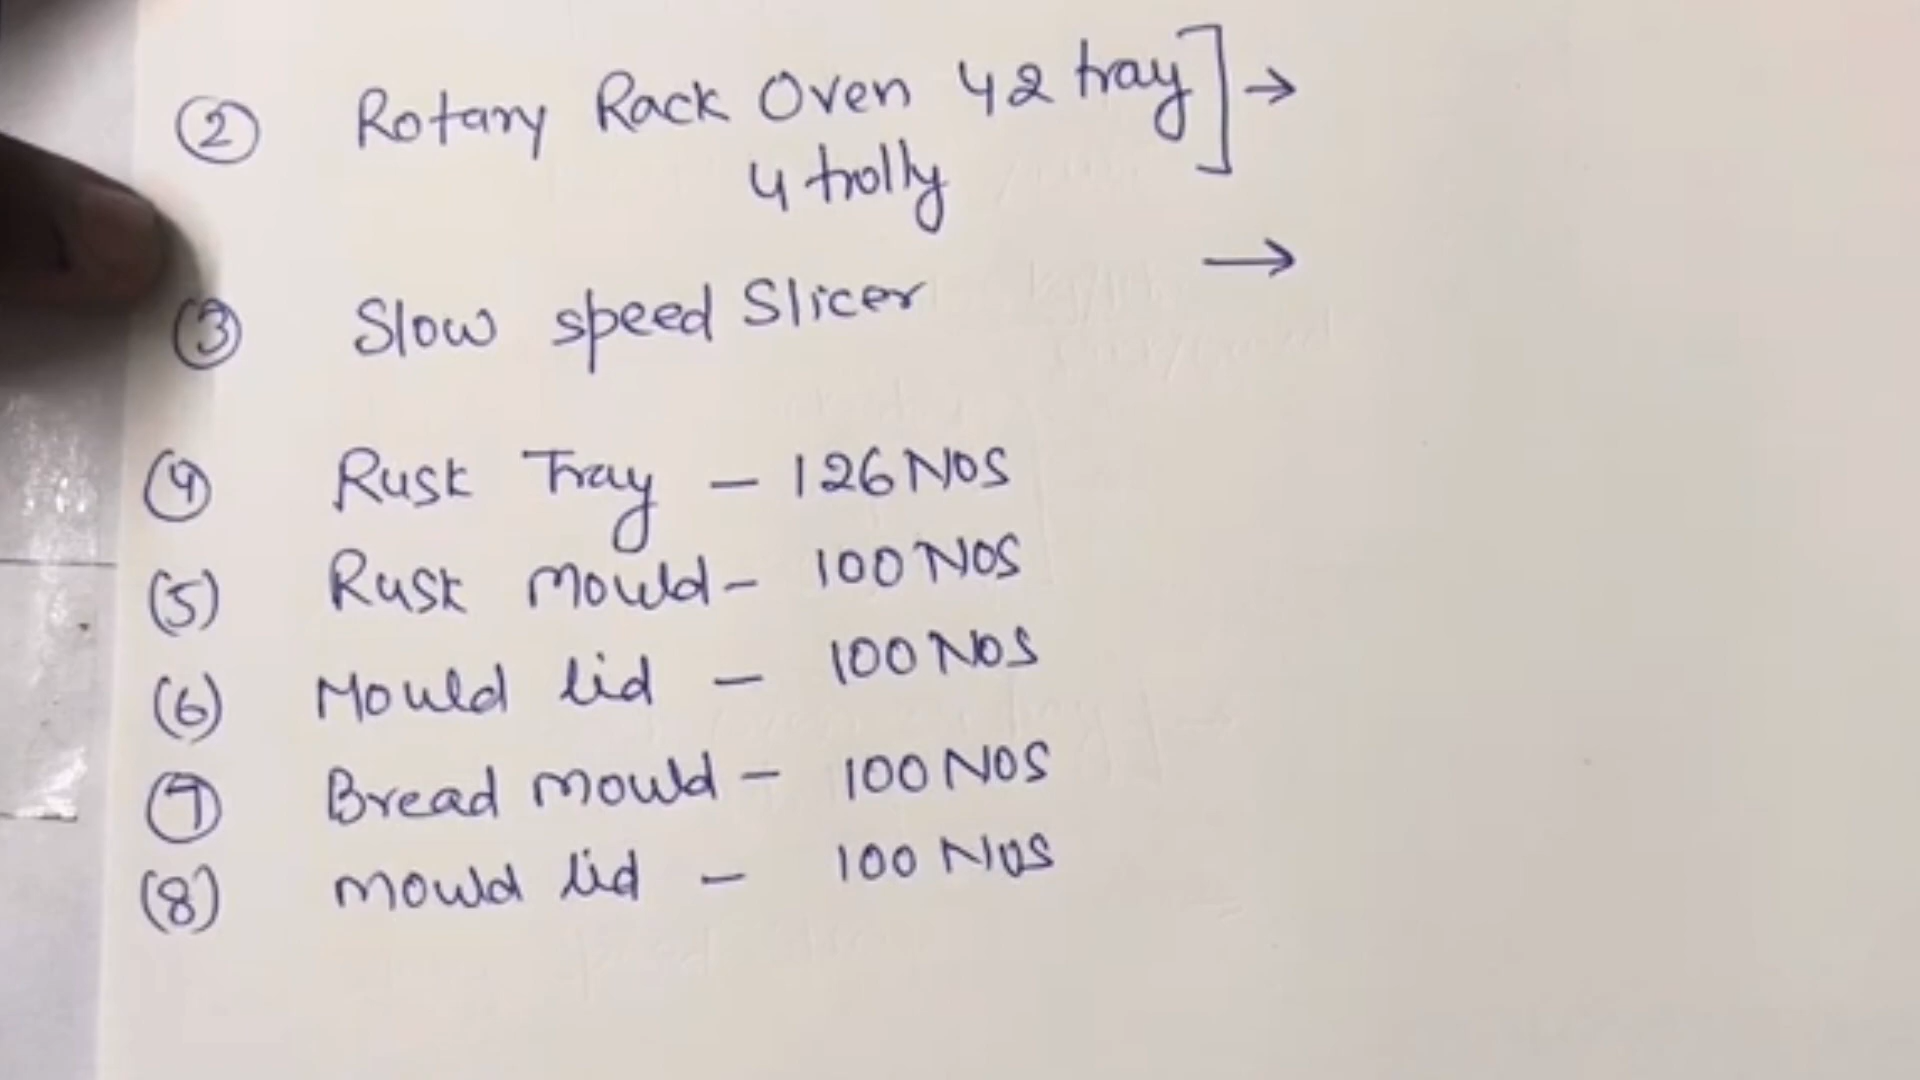 ② Rotary Rack Oven 42 tray] →
4 trolly
③ Slow speed Slicer →
④ Rusk Tray - 126 NOS
(5) Rusk Mould - 100 NOS
(6) Mould lid - 100 NOS
⑦ Bread mould - 100 NOS
(8) mould lid - 100 NOS